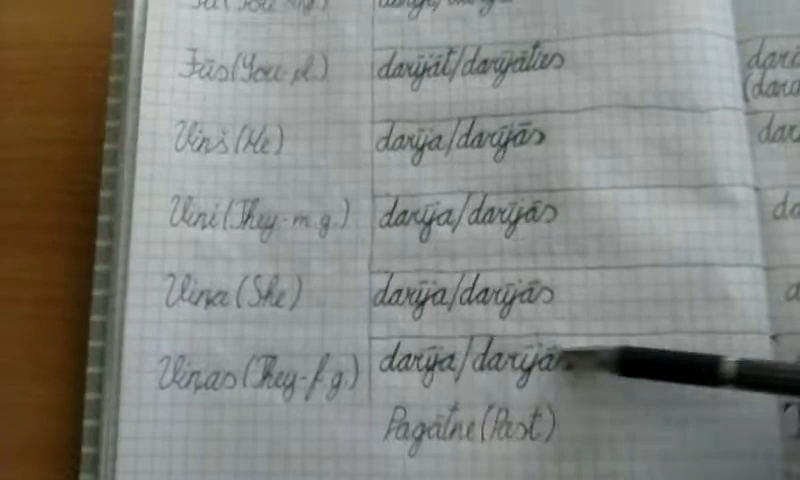 Jūs(You-pl.) darījāt/darījāties
Viņš(He) darīja/darījās
Viņi(They-m.g.) darīja/darījās
Viņa(She) darīja/darījās
Viņas(They-f.g.) darīja/darījās
Pagātne(Past)